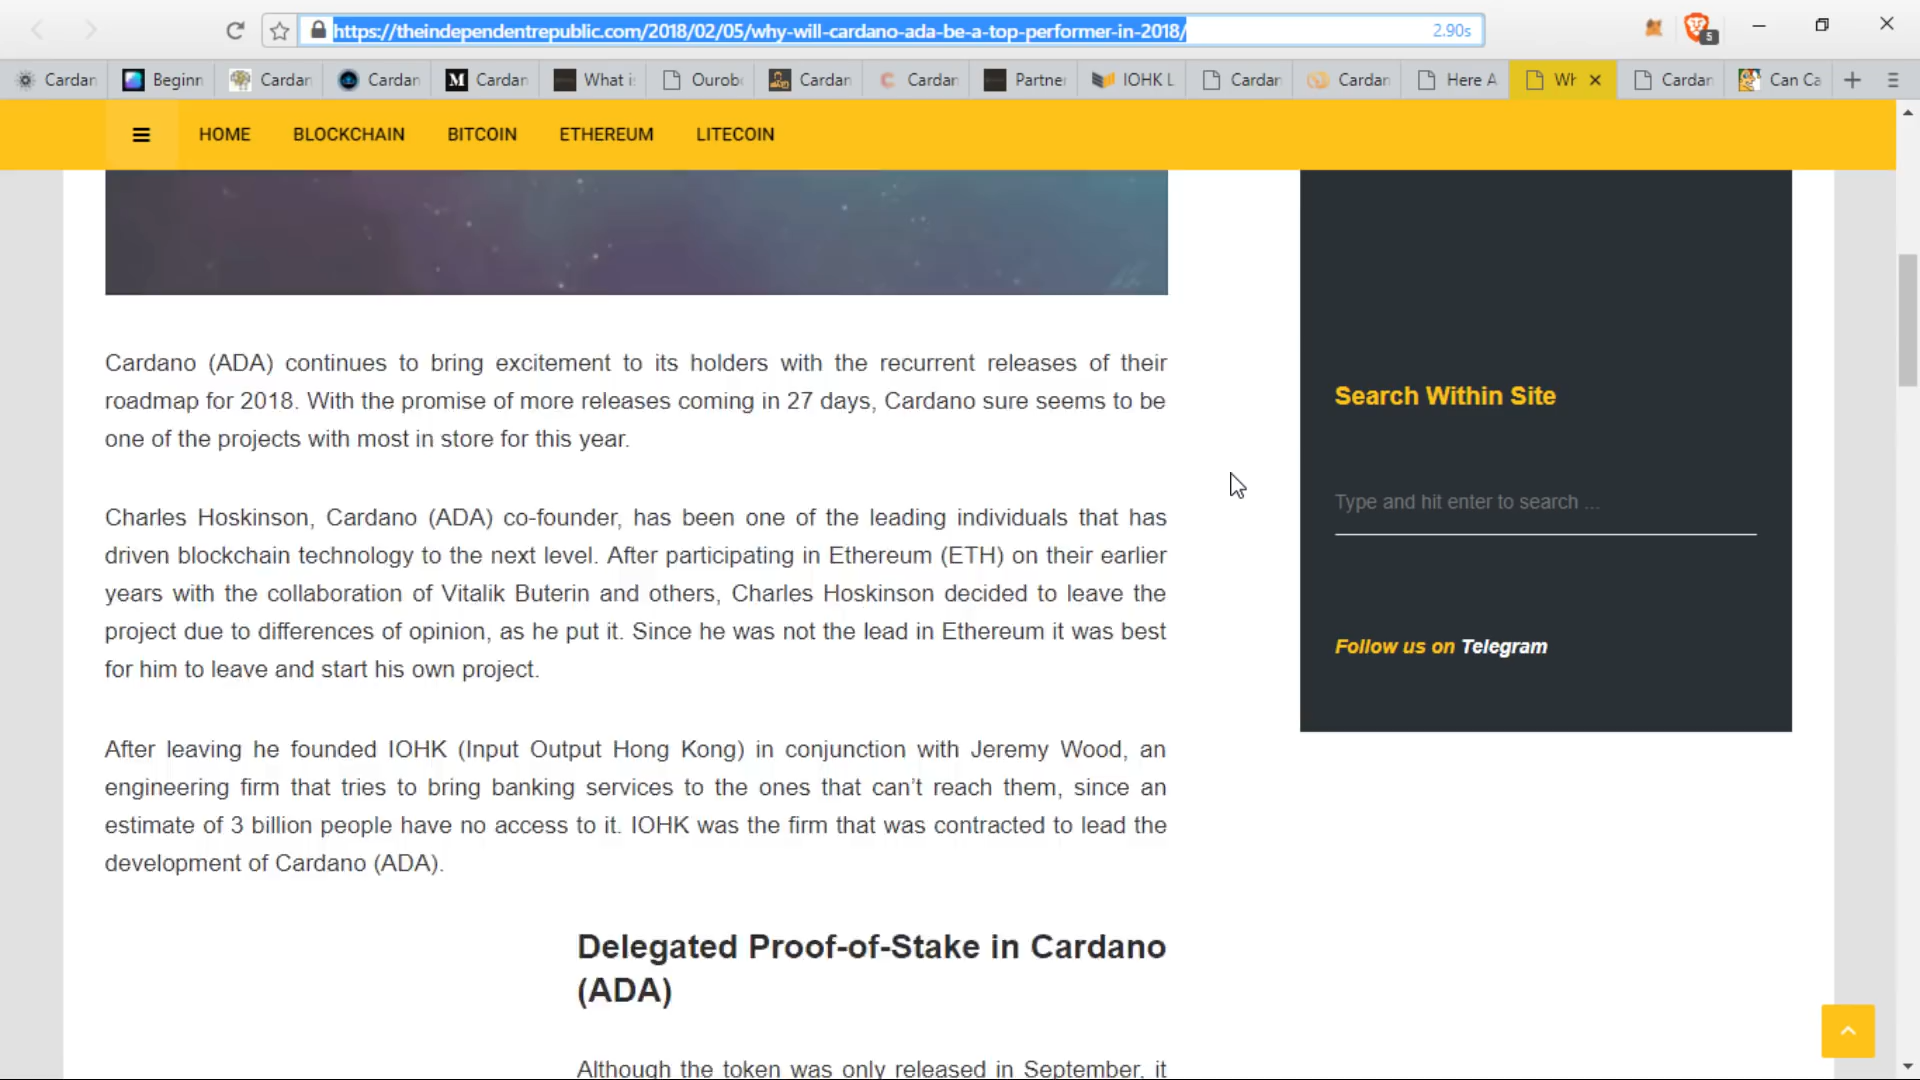 https://theindependentrepublic.com/2018/02/05/why-will-cardano-ada-be-a-top-performer-in-2018/ 2.90s
5
Cardan Beginn Cardan Cardan Cardan What is Ourob Cardan Cardan Partner IOHK L Cardan Cardan Here A Wh Cardan Can Ca
HOME BLOCKCHAIN BITCOIN ETHEREUM LITECOIN
Cardano (ADA) continues to bring excitement to its holders with the recurrent releases of their
roadmap for 2018. With the promise of more releases coming in 27 days, Cardano sure seems to be
one of the projects with most in store for this year.
Charles Hoskinson, Cardano (ADA) co-founder, has been one of the leading individuals that has
driven blockchain technology to the next level. After participating in Ethereum (ETH) on their earlier
years with the collaboration of Vitalik Buterin and others, Charles Hoskinson decided to leave the
project due to differences of opinion, as he put it. Since he was not the lead in Ethereum it was best
for him to leave and start his own project.
After leaving he founded IOHK (Input Output Hong Kong) in conjunction with Jeremy Wood, an
engineering firm that tries to bring banking services to the ones that can’t reach them, since an
estimate of 3 billion people have no access to it. IOHK was the firm that was contracted to lead the
development of Cardano (ADA).
Delegated Proof-of-Stake in Cardano
(ADA)
Although the token was only released in September, it
Search Within Site
Type and hit enter to search ...
Follow us on Telegram